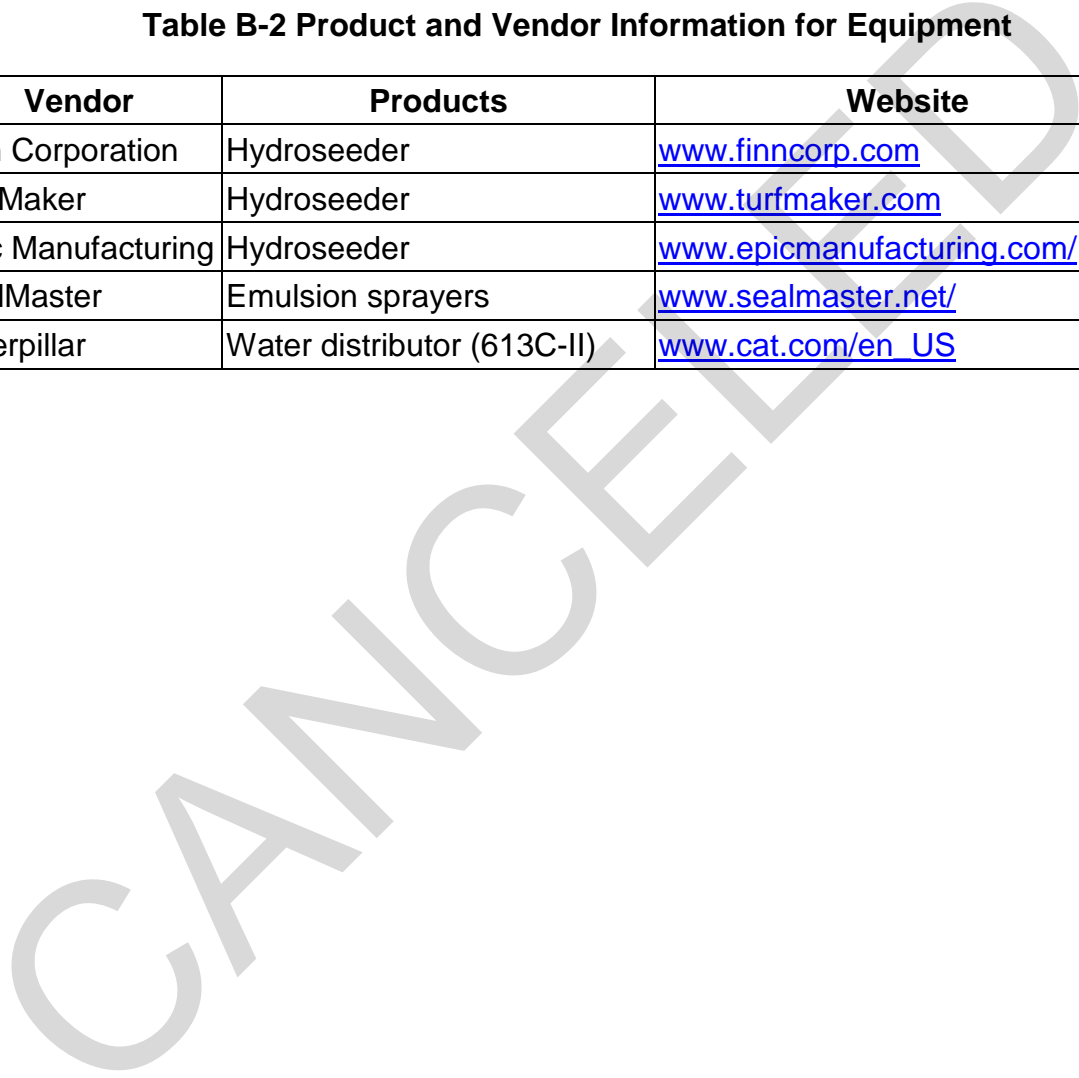 Table B-2 Product and Vendor Information for Equipment
Vendor Products Website
Corporation Hydroseeder www.finncorp.com
Maker Hydroseeder www.turfmaker.com
Manufacturing Hydroseeder www.epicmanufacturing.com/
lMaster Emulsion sprayers www.sealmaster.net/
erpillar Water distributor (613C-II) www.cat.com/en_US
CANCELED